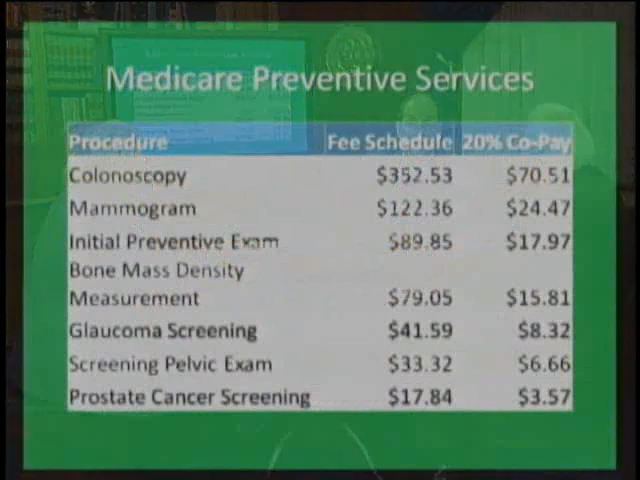 Medicare Preventive Services
Procedure Fee Schedule 20% Co-Pay
Colonoscopy $352.53 $70.51
Mammogram $122.36 $24.47
Initial Preventive Exam $89.85 $17.97
Bone Mass Density
Measurement $79.05 $15.81
Glaucoma Screening $41.59 $8.32
Screening Pelvic Exam $33.32 $6.66
Prostate Cancer Screening $17.84 $3.57